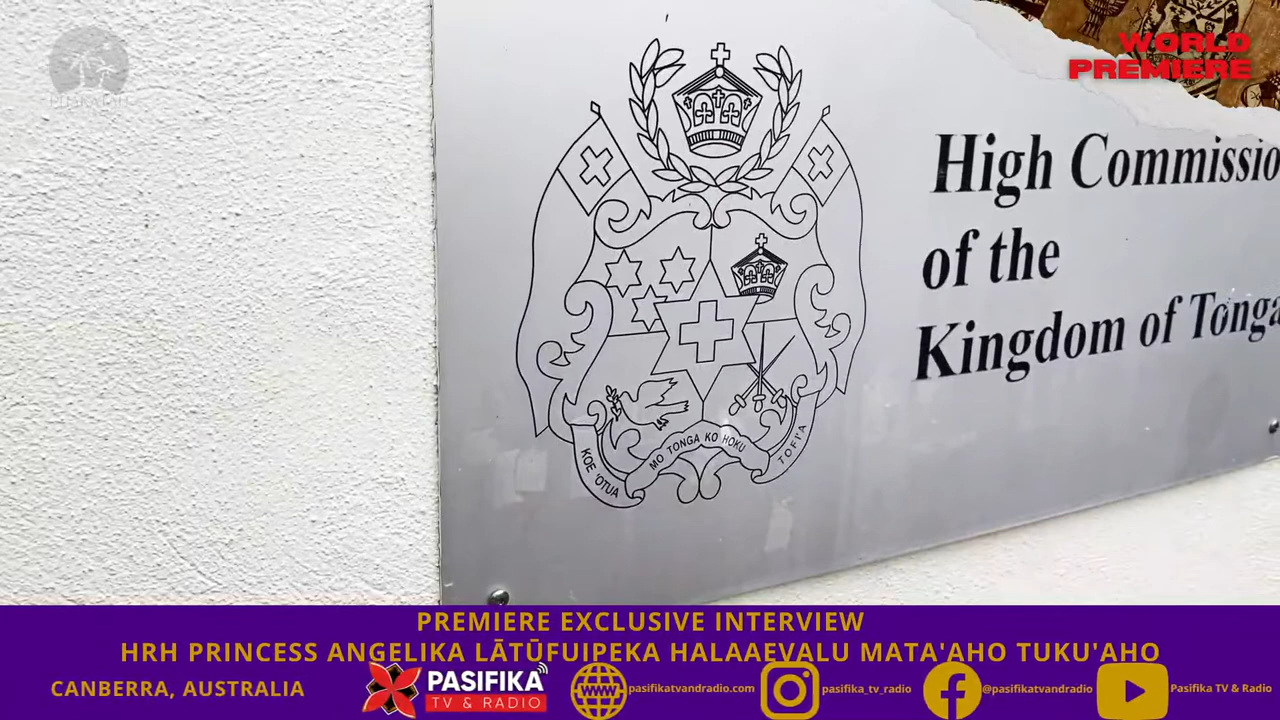 WORLD
PREMIERE
High Commissio
of the
Kingdom of Tonga
KOE 'OTUA
MO TONGA KO HOKU
TOFI'A
PREMIERE EXCLUSIVE INTERVIEW
HRH PRINCESS ANGELIKA LĀTŪFUIPEKA HALAAEVALU MATA'AHO TUKU'AHO
CANBERRA, AUSTRALIA
PASIFIKA
TV & RADIO
WWW
pasifikatvandradio.com
pasifika_tv_radio
@pasifikatvandradio
Pasifika TV & Radio